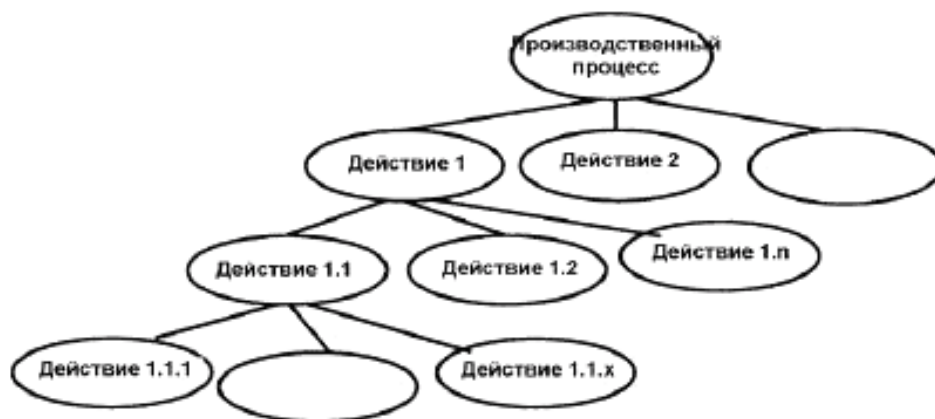 Производственный
процесс
Действие 1
Действие 2
Действие 1.1
Действие 1.2
Действие 1.n
Действие 1.1.1
Действие 1.1.x